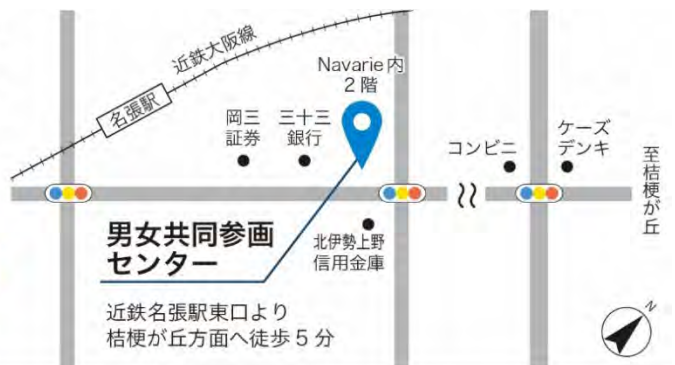 近鉄大阪線
名張駅
Navarie内
2階
岡三
証券
三十三
銀行
コンビニ
ケーズ
デンキ
至桔梗が丘
北伊勢上野
信用金庫
男女共同参画
センター
近鉄名張駅東口より
桔梗が丘方面へ徒歩5分
N